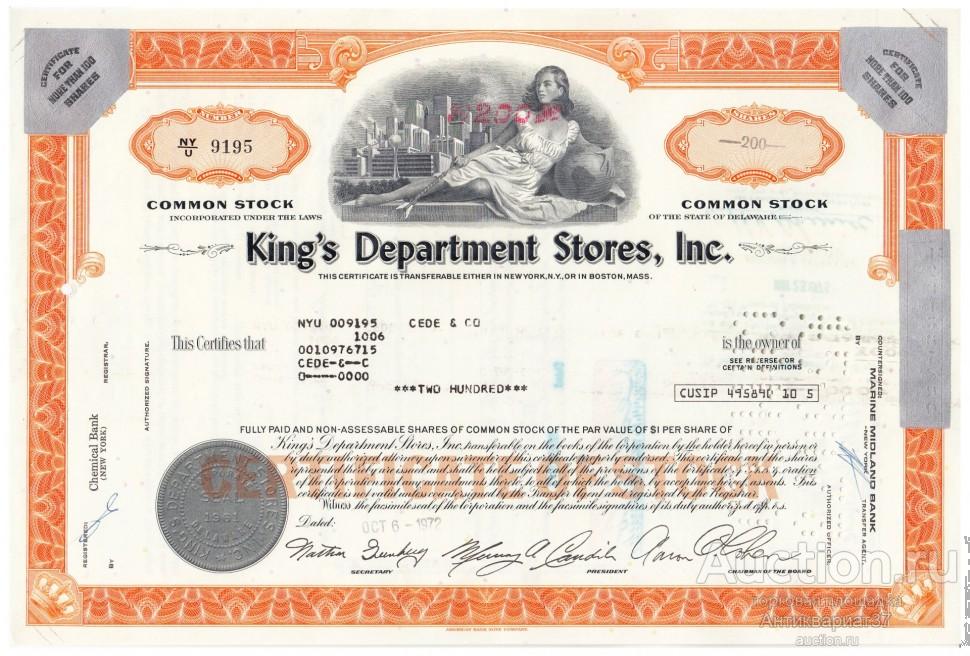 CERTIFICATE
FOR
MORE THAN 100
SHARES
CERTIFICATE
FOR
MORE THAN 100
SHARES
NUMBER
NY/U 9195
SHARES
200
COMMON STOCK
INCORPORATED UNDER THE LAWS
COMMON STOCK
OF THE STATE OF DELAWARE
King's Department Stores, Inc.
THIS CERTIFICATE IS TRANSFERABLE EITHER IN NEW YORK, N.Y., OR IN BOSTON, MASS.
This Certifies that
NYU 009195 CEDE & CO
1006
0010976715
CEDE-&--C
0----0000
***TWO HUNDRED***
is the owner of
SEE REVERSE FOR
CERTAIN DEFINITIONS
CUSIP 495890 10 5
FULLY PAID AND NON-ASSESSABLE SHARES OF COMMON STOCK OF THE PAR VALUE OF $1 PER SHARE OF
King's Department Stores, Inc. transferable on the books of the corporation by the holder hereof in person or
by duly authorized attorney upon surrender of this certificate properly endorsed. This certificate and the shares
represented hereby are issued and shall be held subject to all of the provisions of the certificate of
of the corporation and any amendments thereto, to all of which the holder, by acceptance hereof assents. This
certificate is not valid unless countersigned by the Transfer Agent and registered by the Registrar.
Witness the facsimile seal of the corporation and the facsimile signatures of its duly authorized
Dated: OCT 6 - 1972
SECRETARY
PRESIDENT
CHAIRMAN OF THE BOARD
AMERICAN BANK NOTE COMPANY
REGISTERED:
Chemical Bank
(NEW YORK)
REGISTRAR,
BY
AUTHORIZED SIGNATURE.
COUNTERSIGNED:
MARINE MIDLAND BANK
-NEW YORK-
TRANSFER AGENT,
BY
AUTHORIZED OFFICER.
Auction.ru
торговая площадка
Антиквариат37
auction.ru